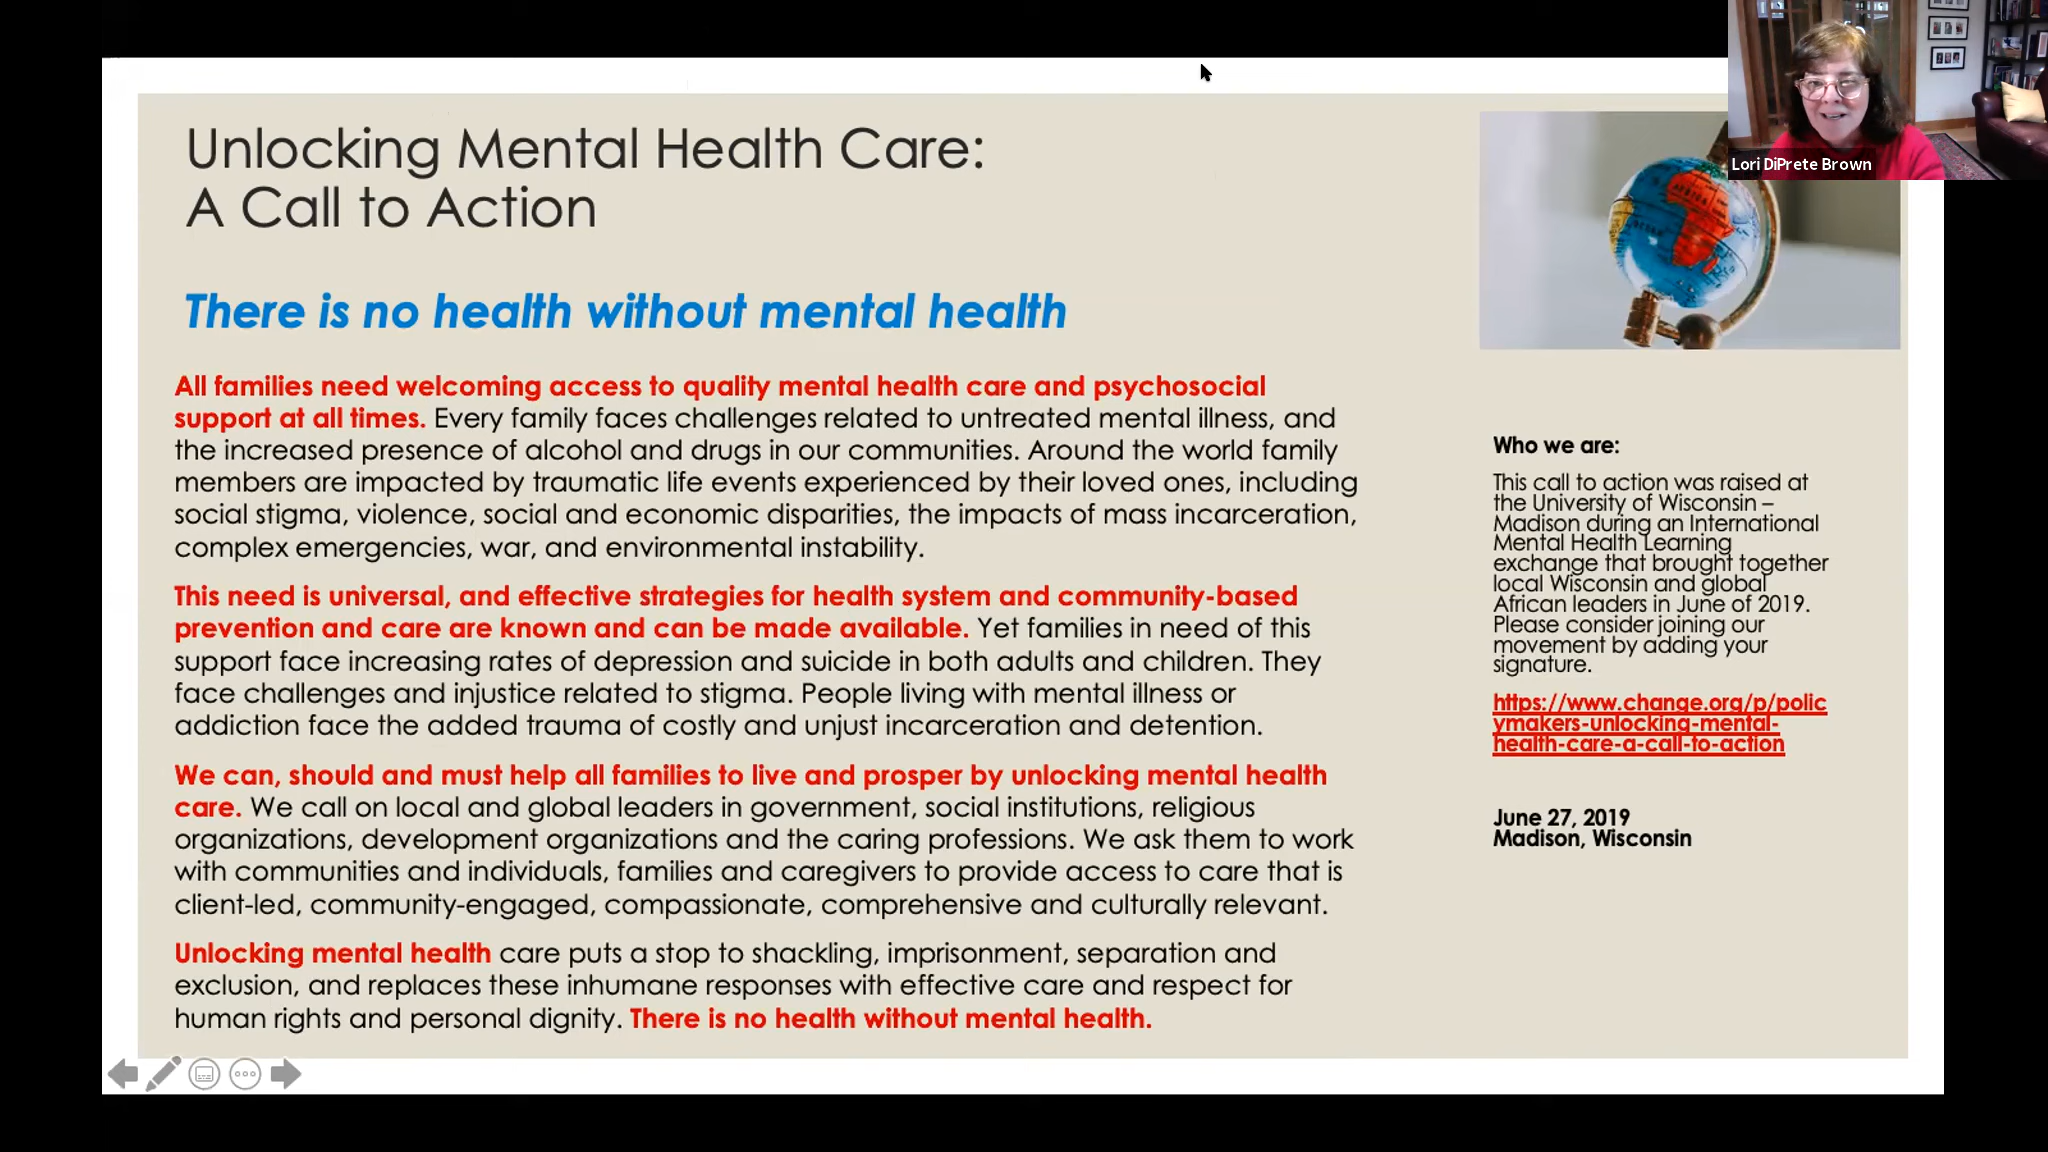 Unlocking Mental Health Care:
A Call to Action
There is no health without mental health
All families need welcoming access to quality mental health care and psychosocial
support at all times. Every family faces challenges related to untreated mental illness, and
the increased presence of alcohol and drugs in our communities. Around the world family
members are impacted by traumatic life events experienced by their loved ones, including
social stigma, violence, social and economic disparities, the impacts of mass incarceration,
complex emergencies, war, and environmental instability.
This need is universal, and effective strategies for health system and community-based
prevention and care are known and can be made available. Yet families in need of this
support face increasing rates of depression and suicide in both adults and children. They
face challenges and injustice related to stigma. People living with mental illness or
addiction face the added trauma of costly and unjust incarceration and detention.
We can, should and must help all families to live and prosper by unlocking mental health
care. We call on local and global leaders in government, social institutions, religious
organizations, development organizations and the caring professions. We ask them to work
with communities and individuals, families and caregivers to provide access to care that is
client-led, community-engaged, compassionate, comprehensive and culturally relevant.
Unlocking mental health care puts a stop to shackling, imprisonment, separation and
exclusion, and replaces these inhumane responses with effective care and respect for
human rights and personal dignity. There is no health without mental health.
Lori DiPrete Brown
Who we are:
This call to action was raised at
the University of Wisconsin –
Madison during an International
Mental Health Learning
exchange that brought together
local Wisconsin and global
African leaders in June of 2019.
Please consider joining our
movement by adding your
signature.
https://www.change.org/p/polic
ymakers-unlocking-mental-
health-care-a-call-to-action
June 27, 2019
Madison, Wisconsin